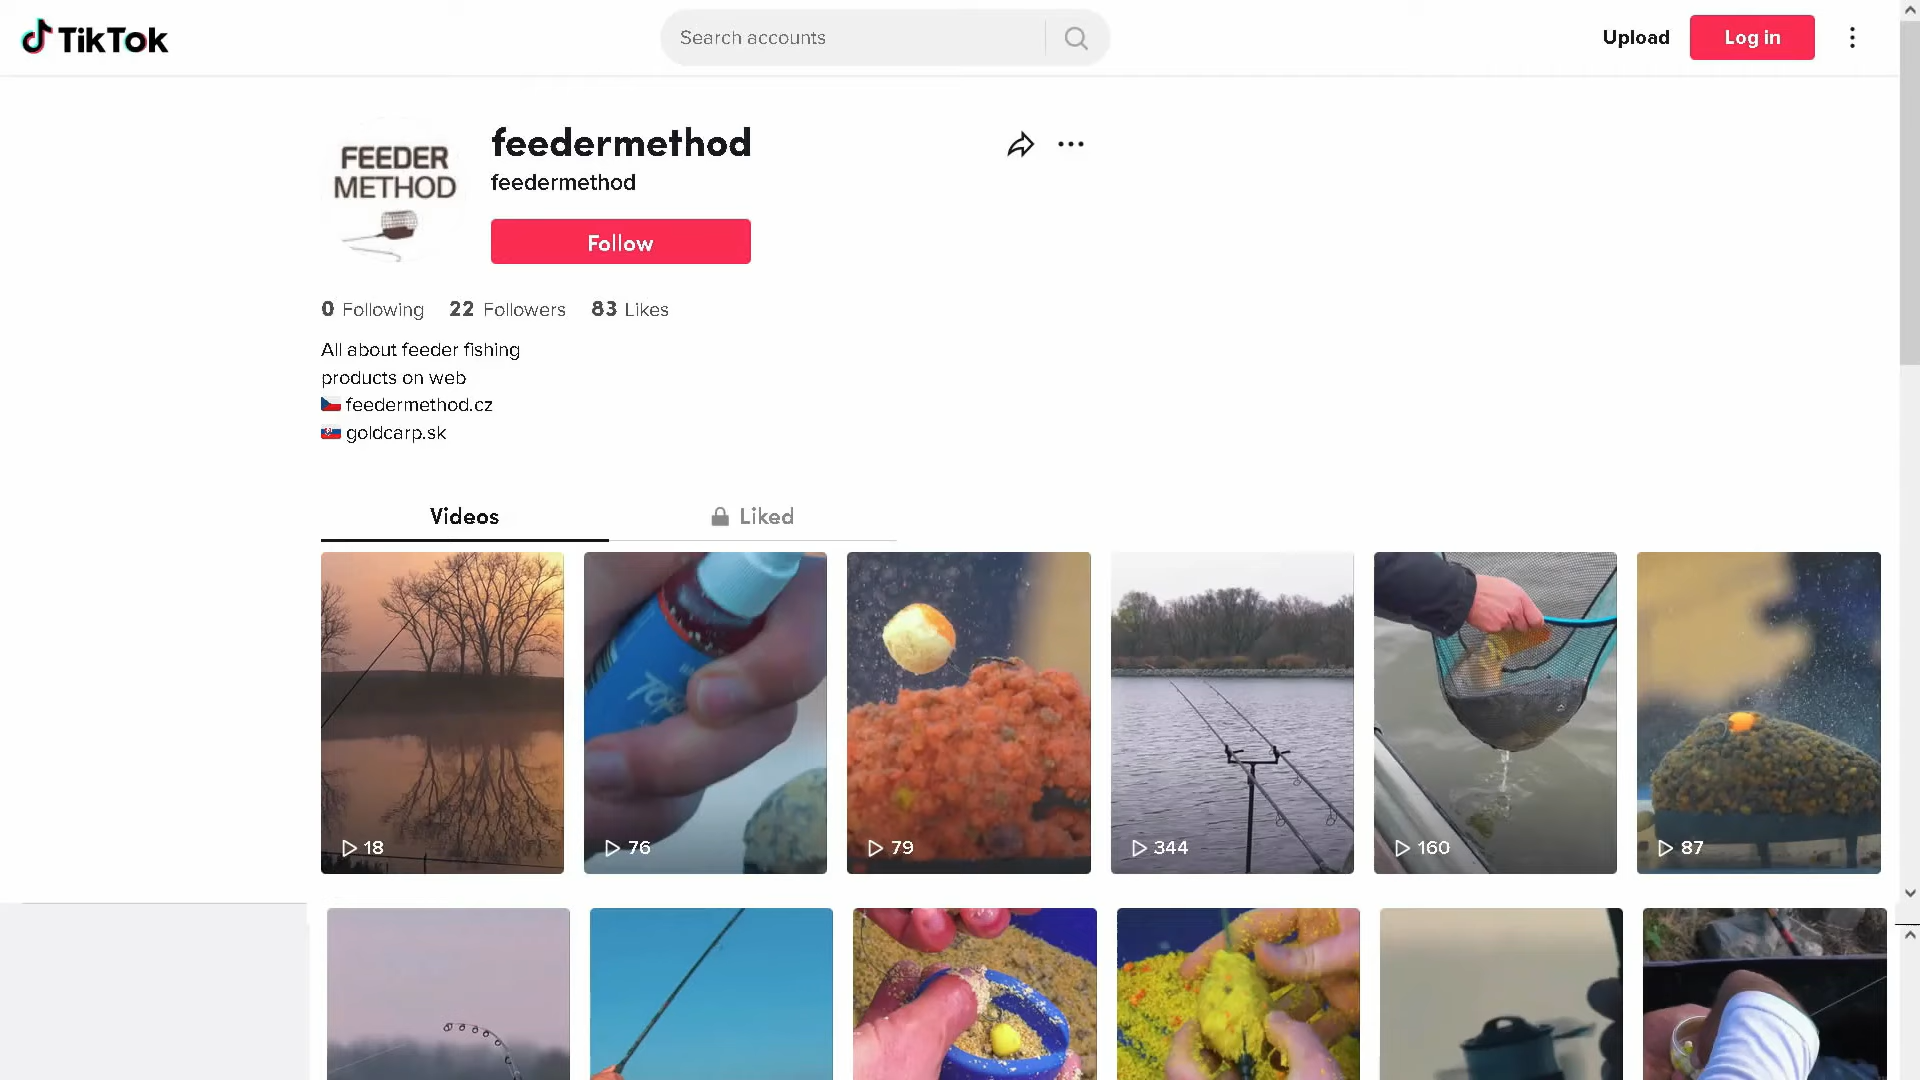 TikTok
Search accounts
Upload
Log in
FEEDER
METHOD
feedermethod
feedermethod
Follow
0 Following 22 Followers 83 Likes
All about feeder fishing
products on web
feedermethod.cz
goldcarp.sk
Videos
Liked
18
76
79
344
160
87